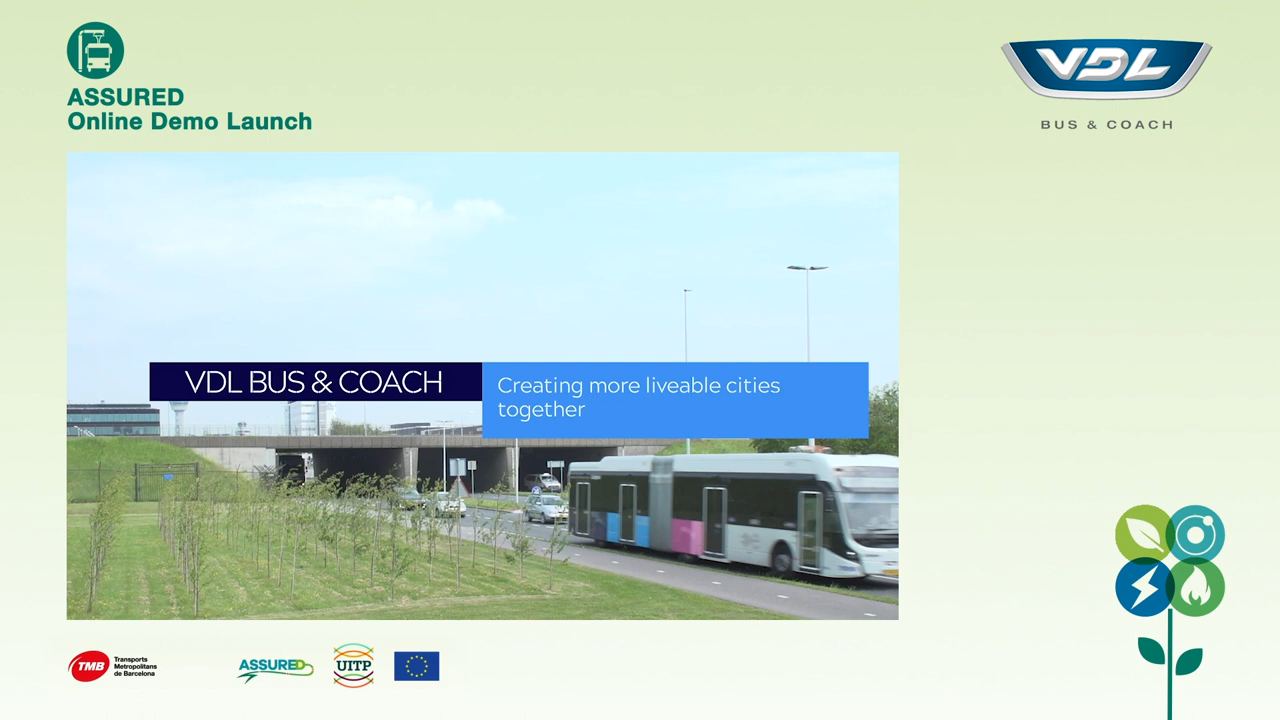 ASSURED
Online Demo Launch
VDL
BUS & COACH
VDL BUS & COACH
Creating more liveable cities
together
TMB
Transports
Metropolitans
de Barcelona
ASSURED
UITP